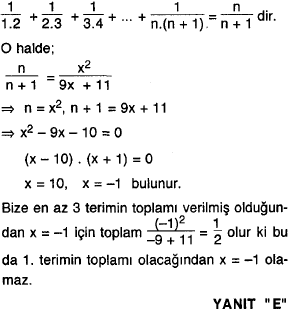 1/1.2 + 1/2.3 + 1/3.4 + ... + 1/n.(n + 1) = n/n + 1 dir.
O halde;
n/n + 1 = x²/9x + 11
⇒ n = x², n + 1 = 9x + 11
⇒ x² – 9x – 10 = 0
(x – 10) . (x + 1) = 0
x = 10, x = –1 bulunur.
Bize en az 3 terimin toplamı verilmiş olduğun-
dan x = –1 için toplam (–1)²/–9 + 11 = 1/2 olur ki bu
da 1. terimin toplamı olacağından x = –1 ola-
maz.
YANIT "E"